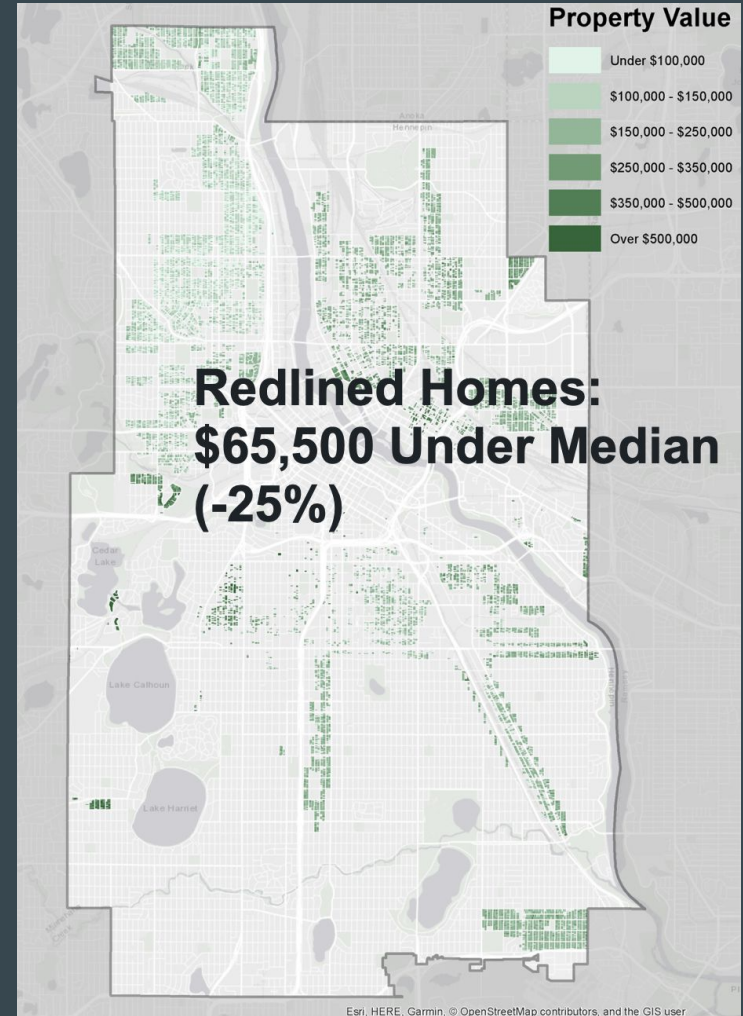 Property Value
Under $100,000
$100,000 - $150,000
$150,000 - $250,000
$250,000 - $350,000
$350,000 - $500,000
Over $500,000
Anoka
Hennepin
Redlined Homes:
$65,500 Under Median
(-25%)
Cedar
Lake
Lake Calhoun
Lake Harriet
Esri, HERE, Garmin, © OpenStreetMap contributors, and the GIS user